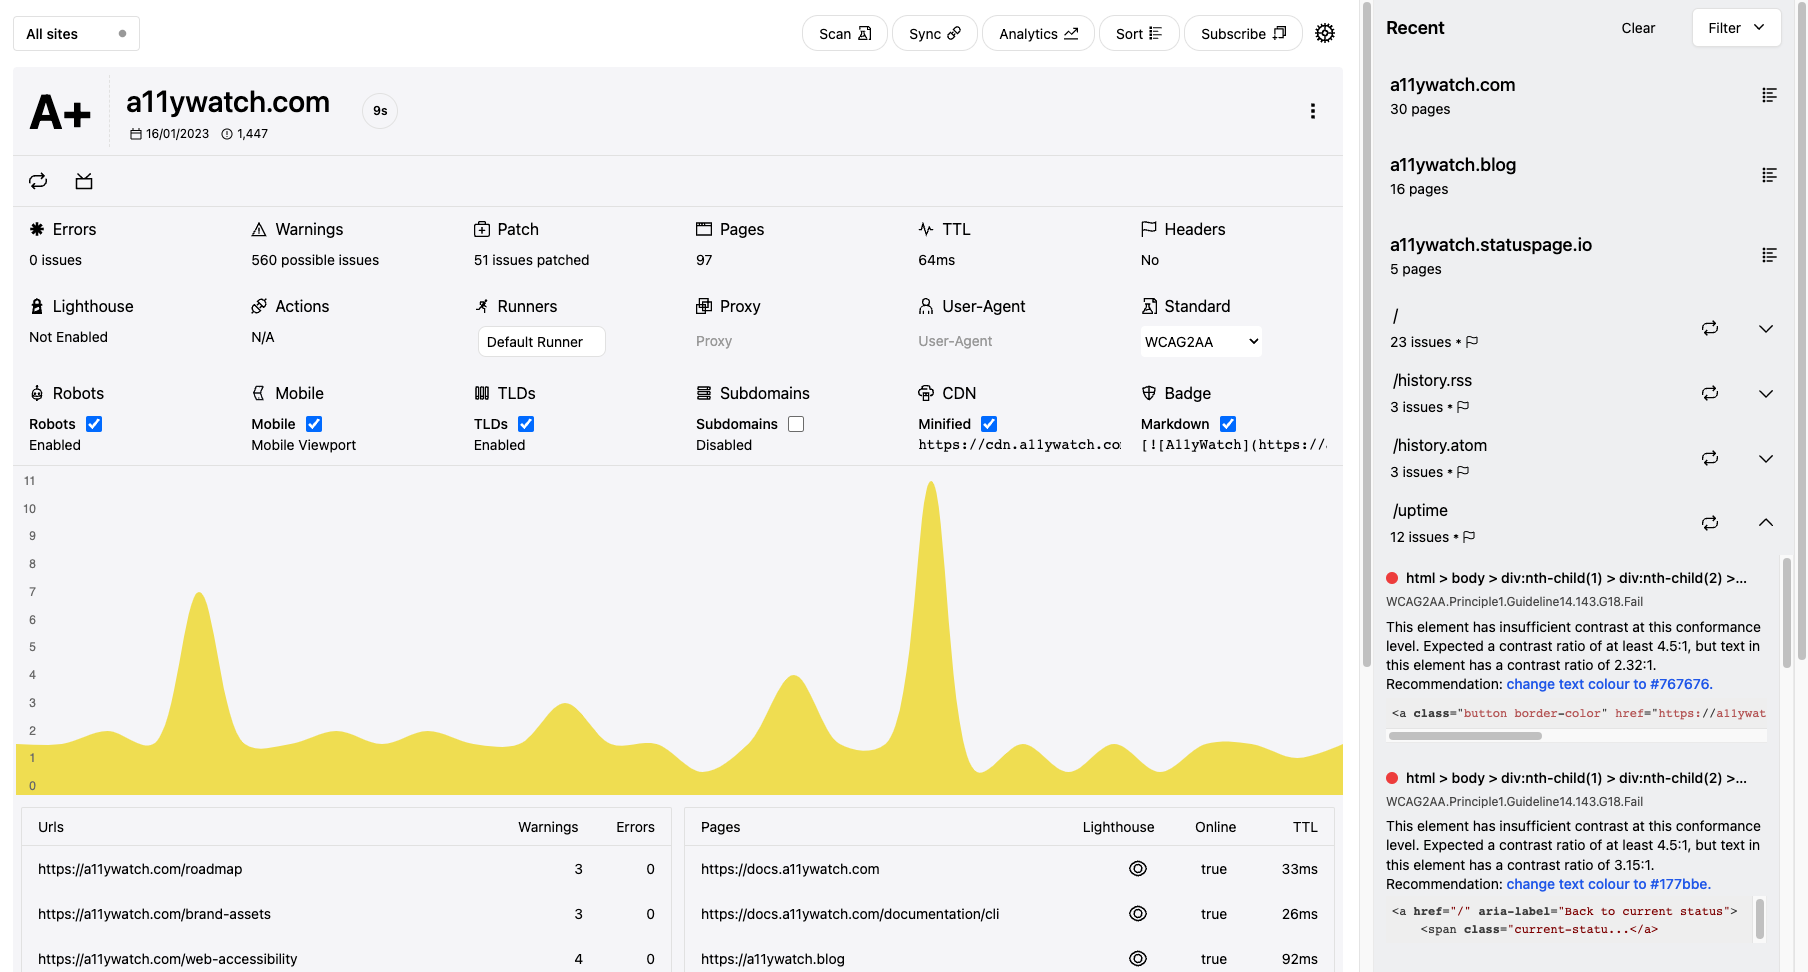 All sites
Scan
Sync
Analytics
Sort
Subscribe
A+
a11ywatch.com
9s
16/01/2023 1,447
Errors
0 issues
Warnings
560 possible issues
Patch
51 issues patched
Pages
97
TTL
64ms
Headers
No
Lighthouse
Not Enabled
Actions
N/A
Runners
Default Runner
Proxy
Proxy
User-Agent
User-Agent
Standard
WCAG2AA
Robots
Robots
Enabled
Mobile
Mobile
Mobile Viewport
TLDs
TLDs
Enabled
Subdomains
Subdomains
Disabled
CDN
Minified
https://cdn.a11ywatch.co
Badge
Markdown
[![A11yWatch](https://
11
10
9
8
7
6
5
4
3
2
1
0
Urls Warnings Errors
https://a11ywatch.com/roadmap 3 0
https://a11ywatch.com/brand-assets 3 0
https://a11ywatch.com/web-accessibility 4 0
Pages Lighthouse Online TTL
https://docs.a11ywatch.com true 33ms
https://docs.a11ywatch.com/documentation/cli true 26ms
https://a11ywatch.blog true 92ms
Recent
Clear
Filter
a11ywatch.com
30 pages
a11ywatch.blog
16 pages
a11ywatch.statuspage.io
5 pages
/
23 issues •
/history.rss
3 issues •
/history.atom
3 issues •
/uptime
12 issues •
html > body > div:nth-child(1) > div:nth-child(2) >...
WCAG2AA.Principle1.Guideline14.143.G18.Fail
This element has insufficient contrast at this conformance
level. Expected a contrast ratio of at least 4.5:1, but text in
this element has a contrast ratio of 2.32:1.
Recommendation: change text colour to #767676.
<a class="button border-color" href="https://a11ywat
html > body > div:nth-child(1) > div:nth-child(2) >...
WCAG2AA.Principle1.Guideline14.143.G18.Fail
This element has insufficient contrast at this conformance
level. Expected a contrast ratio of at least 4.5:1, but text in
this element has a contrast ratio of 3.15:1.
Recommendation: change text colour to #177bbe.
<a href="/" aria-label="Back to current status">
<span class="current-statu...</a>